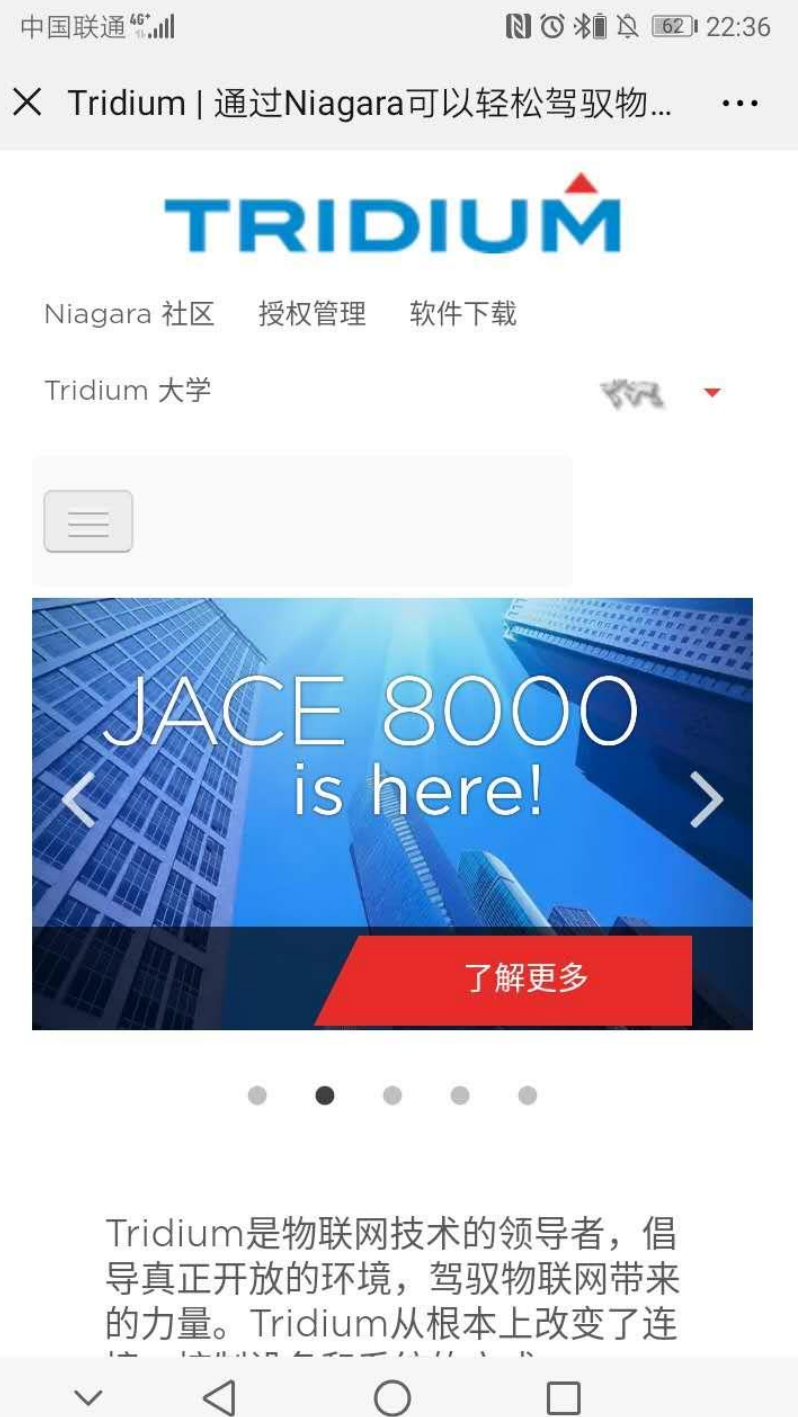 中国联通 4G+ 62 22:36
Tridium | 通过Niagara可以轻松驾驭物...
TRIDIUM
Niagara 社区 授权管理 软件下载
Tridium 大学
JACE 8000
is here!
了解更多
Tridium是物联网技术的领导者，倡
导真正开放的环境，驾驭物联网带来
的力量。Tridium从根本上改变了连